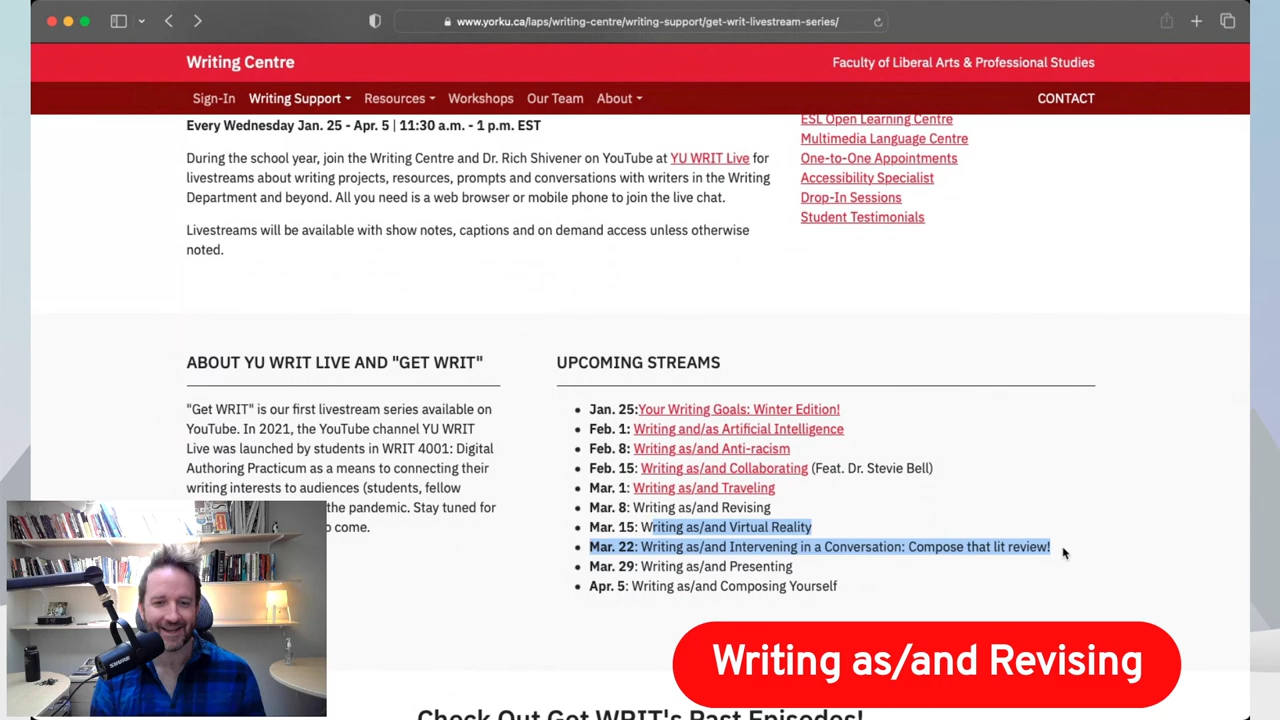 www.yorku.ca/laps/writing-centre/writing-support/get-writ-livestream-series/
Writing Centre
Faculty of Liberal Arts & Professional Studies
Sign-In Writing Support Resources Workshops Our Team About CONTACT
Every Wednesday Jan. 25 - Apr. 5 | 11:30 a.m. - 1 p.m. EST
During the school year, join the Writing Centre and Dr. Rich Shivener on YouTube at YU WRIT Live for
livestreams about writing projects, resources, prompts and conversations with writers in the Writing
Department and beyond. All you need is a web browser or mobile phone to join the live chat.
Livestreams will be available with show notes, captions and on demand access unless otherwise
noted.
ESL Open Learning Centre
Multimedia Language Centre
One-to-One Appointments
Accessibility Specialist
Drop-In Sessions
Student Testimonials
ABOUT YU WRIT LIVE AND "GET WRIT"
"Get WRIT" is our first livestream series available on
YouTube. In 2021, the YouTube channel YU WRIT
Live was launched by students in WRIT 4001: Digital
Authoring Practicum as a means to connecting their
writing interests to audiences (students, fellow
the pandemic. Stay tuned for
to come.
UPCOMING STREAMS
• Jan. 25:Your Writing Goals: Winter Edition!
• Feb. 1: Writing and/as Artificial Intelligence
• Feb. 8: Writing as/and Anti-racism
• Feb. 15: Writing as/and Collaborating (Feat. Dr. Stevie Bell)
• Mar. 1: Writing as/and Traveling
• Mar. 8: Writing as/and Revising
• Mar. 15: Writing as/and Virtual Reality
• Mar. 22: Writing as/and Intervening in a Conversation: Compose that lit review!
• Mar. 29: Writing as/and Presenting
• Apr. 5: Writing as/and Composing Yourself
SHURE
Writing as/and Revising
Check Out Get WRIT's Past Episodes!